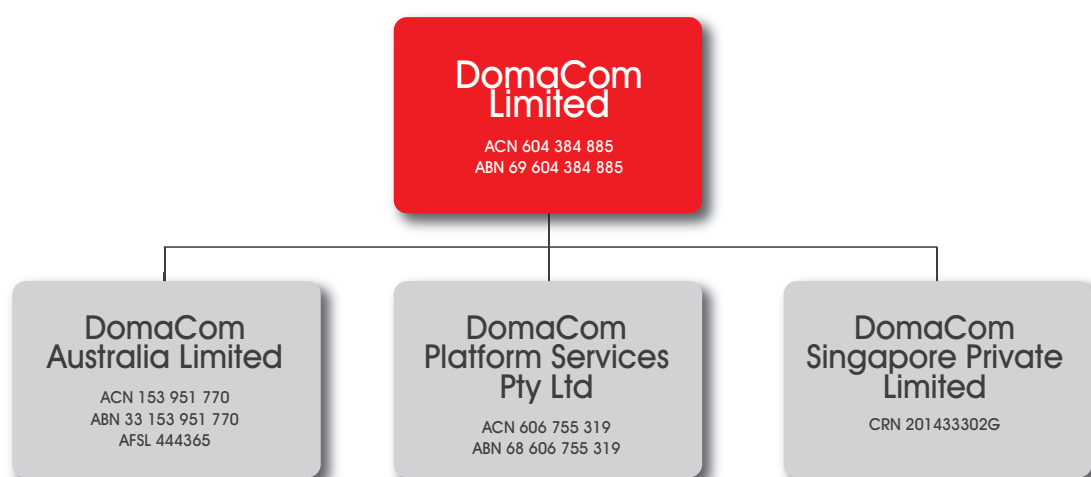 DomaCom
Limited
ACN 604 384 885
ABN 69 604 384 885
DomaCom
Australia Limited
ACN 153 951 770
ABN 33 153 951 770
AFSL 444365
DomaCom
Platform Services
Pty Ltd
ACN 606 755 319
ABN 68 606 755 319
DomaCom
Singapore Private
Limited
CRN 201433302G